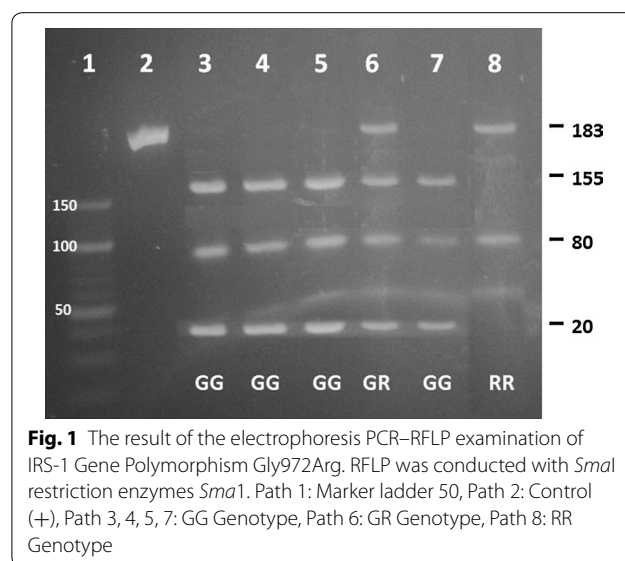 1 2 3 4 5 6 7 8
183
155
150
100
80
50
20
GG GG GG GR GG RR
Fig. 1 The result of the electrophoresis PCR–RFLP examination of
IRS-1 Gene Polymorphism Gly972Arg. RFLP was conducted with SmaI
restriction enzymes Sma1. Path 1: Marker ladder 50, Path 2: Control
(+), Path 3, 4, 5, 7: GG Genotype, Path 6: GR Genotype, Path 8: RR
Genotype